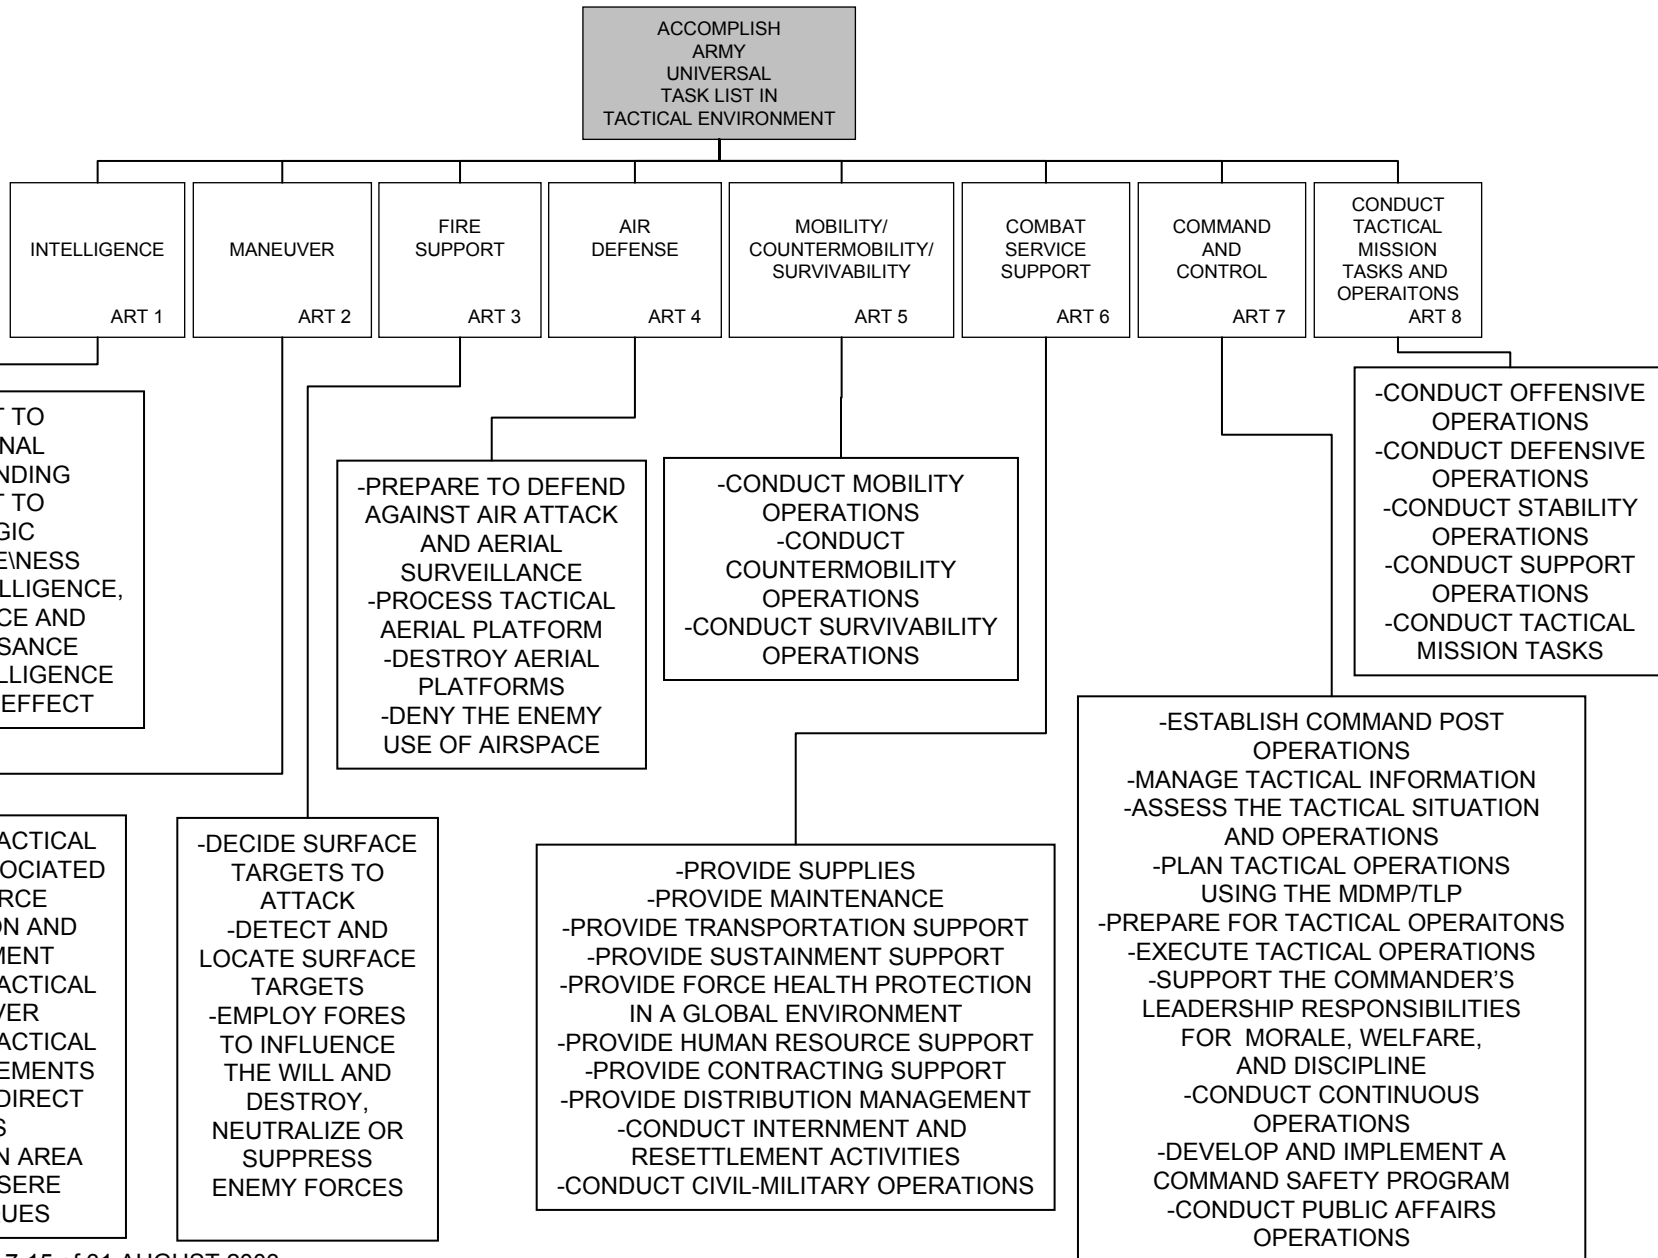 ACCOMPLISH
ARMY
UNIVERSAL
TASK LIST IN
TACTICAL ENVIRONMENT
INTELLIGENCE
ART 1
MANEUVER
ART 2
FIRE
SUPPORT
ART 3
AIR
DEFENSE
ART 4
MOBILITY/
COUNTERMOBILITY/
SURVIVABILITY
ART 5
COMBAT
SERVICE
SUPPORT
ART 6
COMMAND
AND
CONTROL
ART 7
CONDUCT
TACTICAL
MISSION
TASKS AND
OPERAITONS
ART 8
TO
NAL
NDING
TO
GIC
E\NESS
LLIGENCE,
CE AND
SANCE
LLIGENCE
EFFECT
ACTICAL
OCIATED
RCE
ON AND
MENT
ACTICAL
VER
ACTICAL
EMENTS
DIRECT
S
N AREA
SERE
UES
-DECIDE SURFACE
TARGETS TO
ATTACK
-DETECT AND
LOCATE SURFACE
TARGETS
-EMPLOY FORES
TO INFLUENCE
THE WILL AND
DESTROY,
NEUTRALIZE OR
SUPPRESS
ENEMY FORCES
-PREPARE TO DEFEND
AGAINST AIR ATTACK
AND AERIAL
SURVEILLANCE
-PROCESS TACTICAL
AERIAL PLATFORM
-DESTROY AERIAL
PLATFORMS
-DENY THE ENEMY
USE OF AIRSPACE
-CONDUCT MOBILITY
OPERATIONS
-CONDUCT
COUNTERMOBILITY
OPERATIONS
-CONDUCT SURVIVABILITY
OPERATIONS
-PROVIDE SUPPLIES
-PROVIDE MAINTENANCE
-PROVIDE TRANSPORTATION SUPPORT
-PROVIDE SUSTAINMENT SUPPORT
-PROVIDE FORCE HEALTH PROTECTION
IN A GLOBAL ENVIRONMENT
-PROVIDE HUMAN RESOURCE SUPPORT
-PROVIDE CONTRACTING SUPPORT
-PROVIDE DISTRIBUTION MANAGEMENT
-CONDUCT INTERNMENT AND
RESETTLEMENT ACTIVITIES
-CONDUCT CIVIL-MILITARY OPERATIONS
-ESTABLISH COMMAND POST
OPERATIONS
-MANAGE TACTICAL INFORMATION
-ASSESS THE TACTICAL SITUATION
AND OPERATIONS
-PLAN TACTICAL OPERATIONS
USING THE MDMP/TLP
-PREPARE FOR TACTICAL OPERAITONS
-EXECUTE TACTICAL OPERATIONS
-SUPPORT THE COMMANDER'S
LEADERSHIP RESPONSIBILITIES
FOR MORALE, WELFARE,
AND DISCIPLINE
-CONDUCT CONTINUOUS
OPERATIONS
-DEVELOP AND IMPLEMENT A
COMMAND SAFETY PROGRAM
-CONDUCT PUBLIC AFFAIRS
OPERATIONS
-CONDUCT OFFENSIVE
OPERATIONS
-CONDUCT DEFENSIVE
OPERATIONS
-CONDUCT STABILITY
OPERATIONS
-CONDUCT SUPPORT
OPERATIONS
-CONDUCT TACTICAL
MISSION TASKS
AUGUST